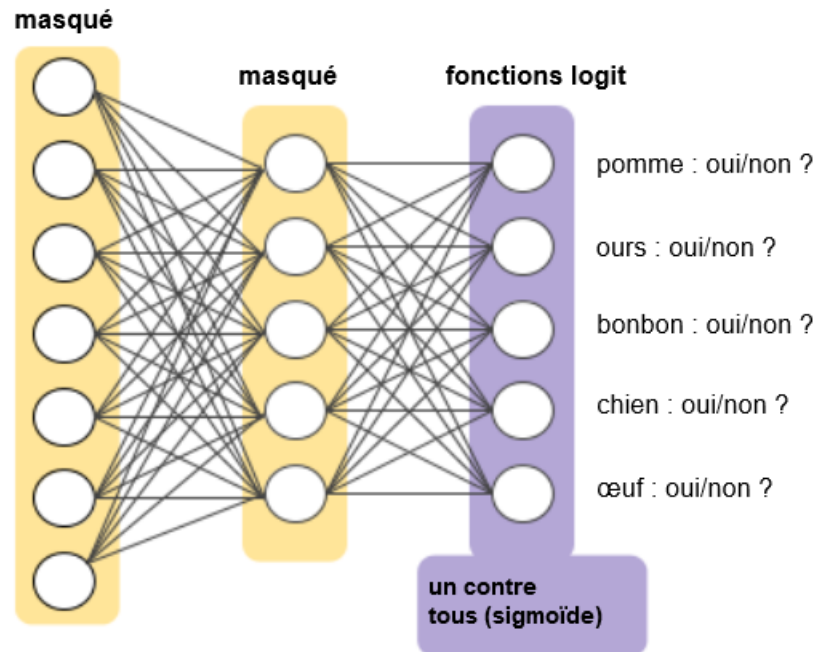 masqué
masqué
fonctions logit
pomme : oui/non ?
ours : oui/non ?
bonbon : oui/non ?
chien : oui/non ?
œuf : oui/non ?
un contre
tous (sigmoïde)